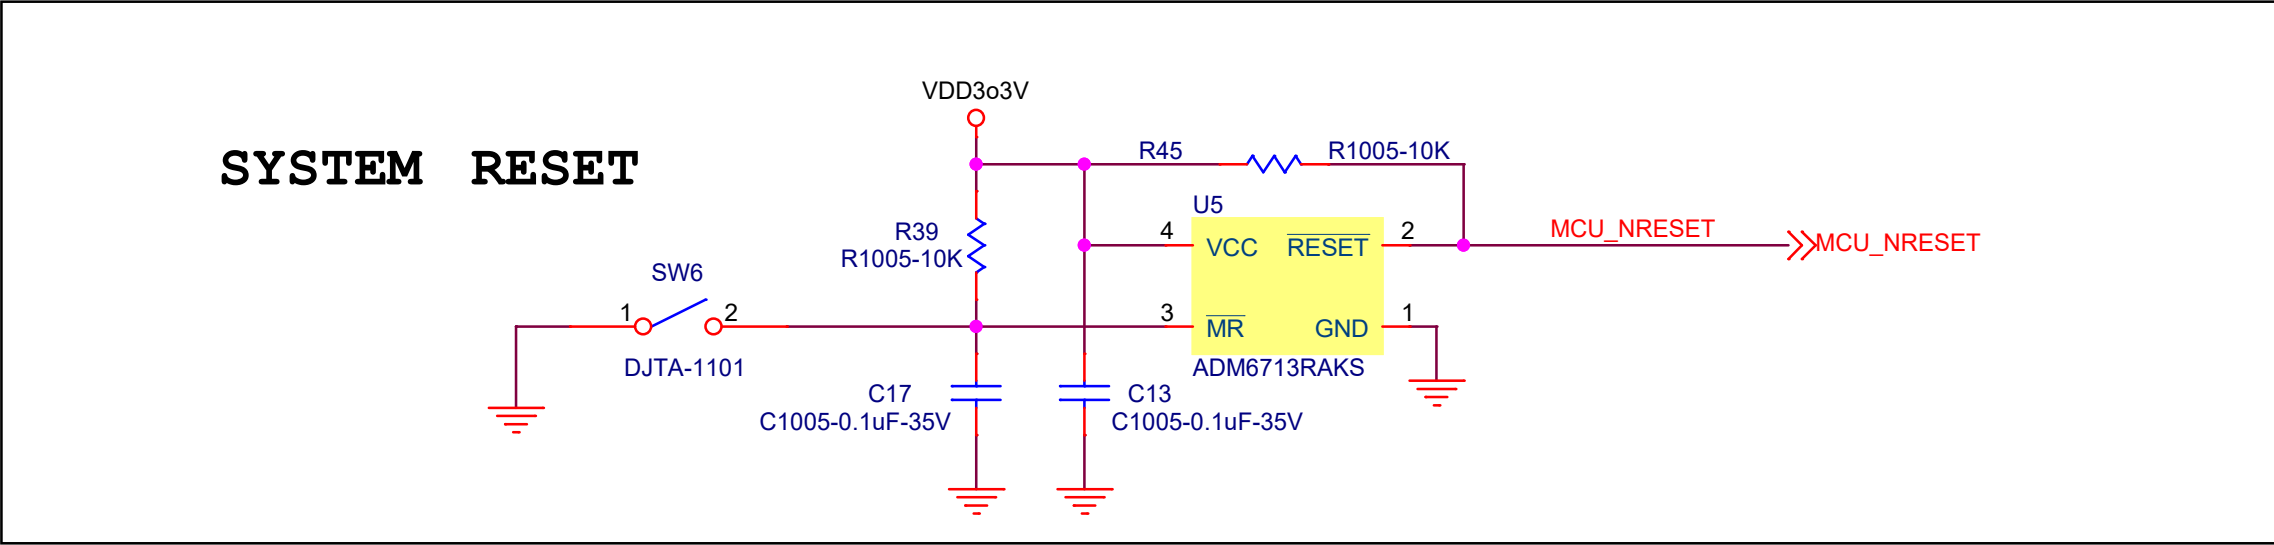 VDD3o3V
SYSTEM RESET
R45
R1005-10K
U5
R39
R1005-10K
4
VCC
RESET
2
MCU_NRESET
MCU_NRESET
SW6
1
2
3
MR
GND
1
DJTA-1101
ADM6713RAKS
C17
C1005-0.1uF-35V
C13
C1005-0.1uF-35V